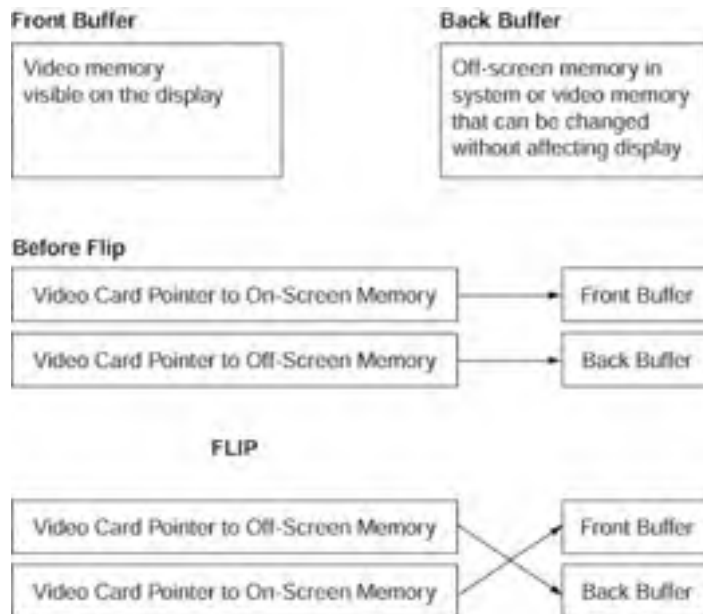 Front Buffer
Back Buffer
Video memory
visible on the display
Off-screen memory in
system or video memory
that can be changed
without affecting display
Before Flip
Video Card Pointer to On-Screen Memory
Front Buffer
Video Card Pointer to Off-Screen Memory
Back Buffer
FLIP
Video Card Pointer to Off-Screen Memory
Front Buffer
Video Card Pointer to On-Screen Memory
Back Buffer